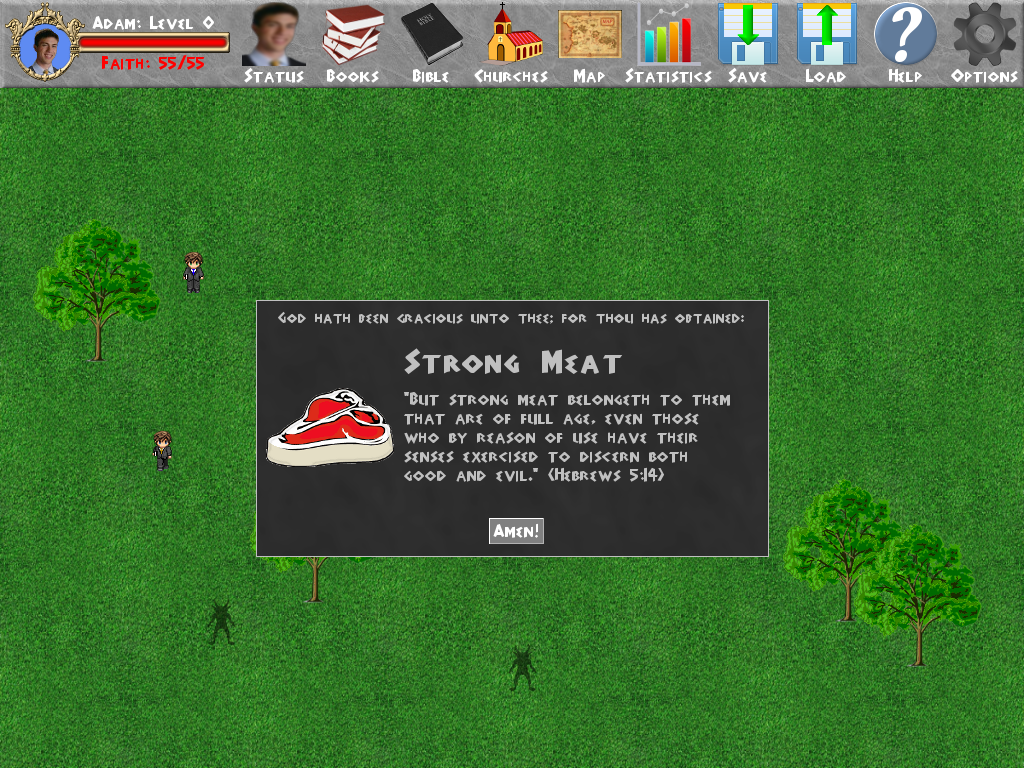 Adam: Level 0
Faith: 55/55
Status
Books
Bible
Churches
Map
Statistics
Save
Load
Help
Options
God hath been gracious unto thee; for thou has obtained:
Strong Meat
"But strong meat belongeth to them
that are of full age, even those
who by reason of use have their
senses exercised to discern both
good and evil." (Hebrews 5:14)
Amen!